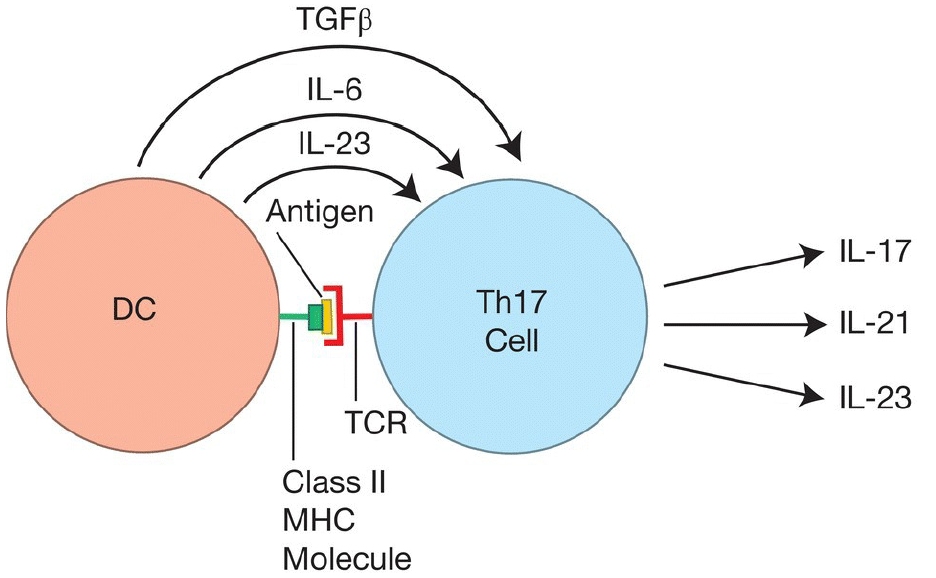 TGFβ
IL-6
IL-23
Antigen
DC
Th17
Cell
IL-17
IL-21
IL-23
TCR
Class II
MHC
Molecule